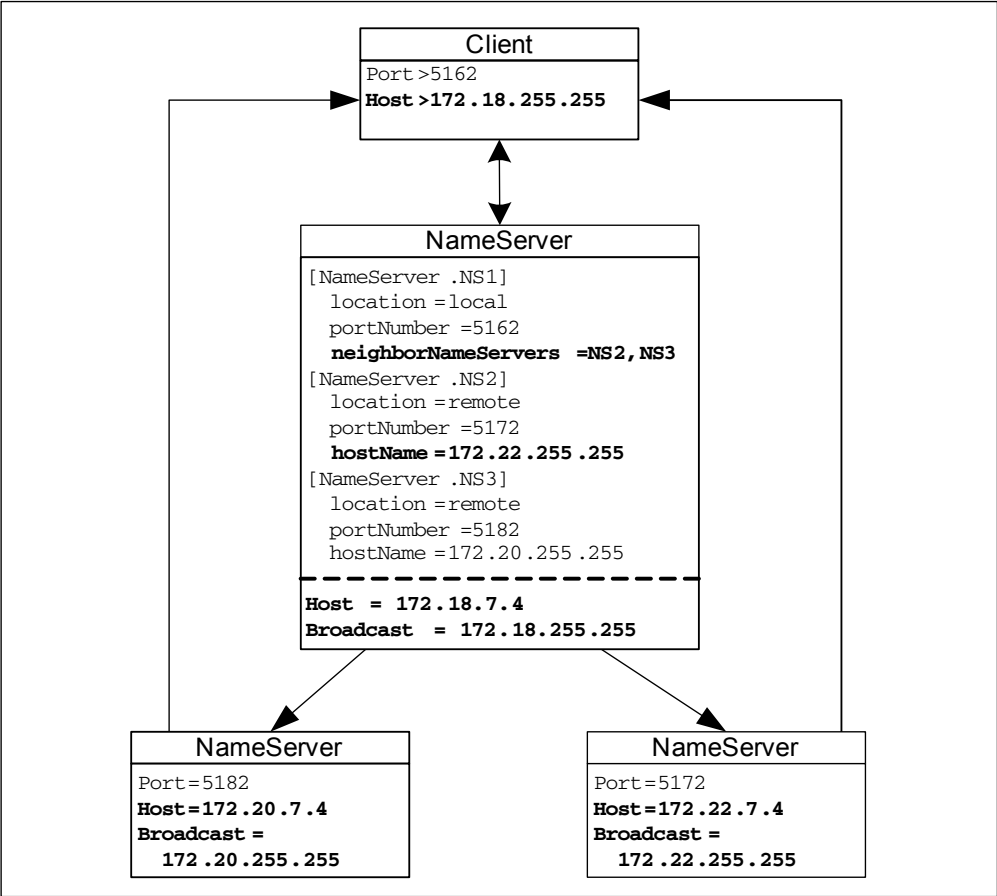 Client
Port >5162
Host >172.18.255.255
NameServer
[NameServer .NS1]
location =local
portNumber =5162
neighborNameServers =NS2,NS3
[NameServer .NS2]
location =remote
portNumber =5172
hostName =172.22.255.255
[NameServer .NS3]
location =remote
portNumber =5182
hostName =172.20.255.255
Host = 172.18.7.4
Broadcast = 172.18.255.255
NameServer
Port=5182
Host=172.20.7.4
Broadcast =
172.20.255.255
NameServer
Port=5172
Host=172.22.7.4
Broadcast =
172.22.255.255